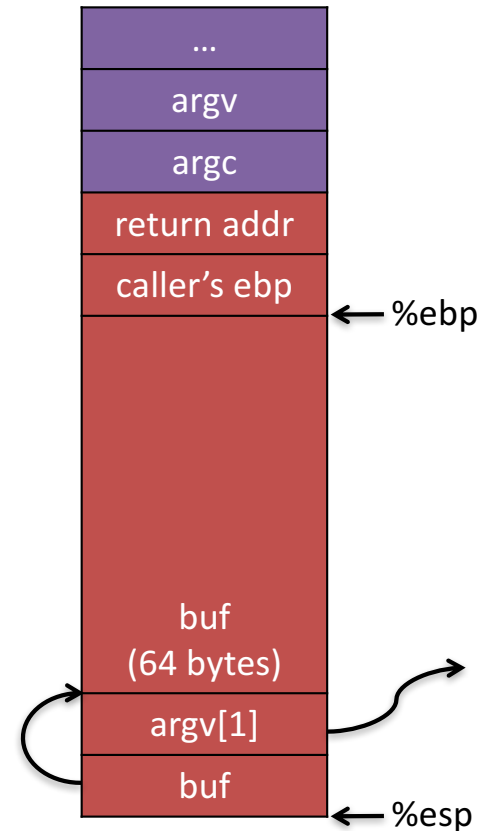 ...
argv
argc
return addr
caller's ebp
%ebp
buf
(64 bytes)
argv[1]
buf
%esp